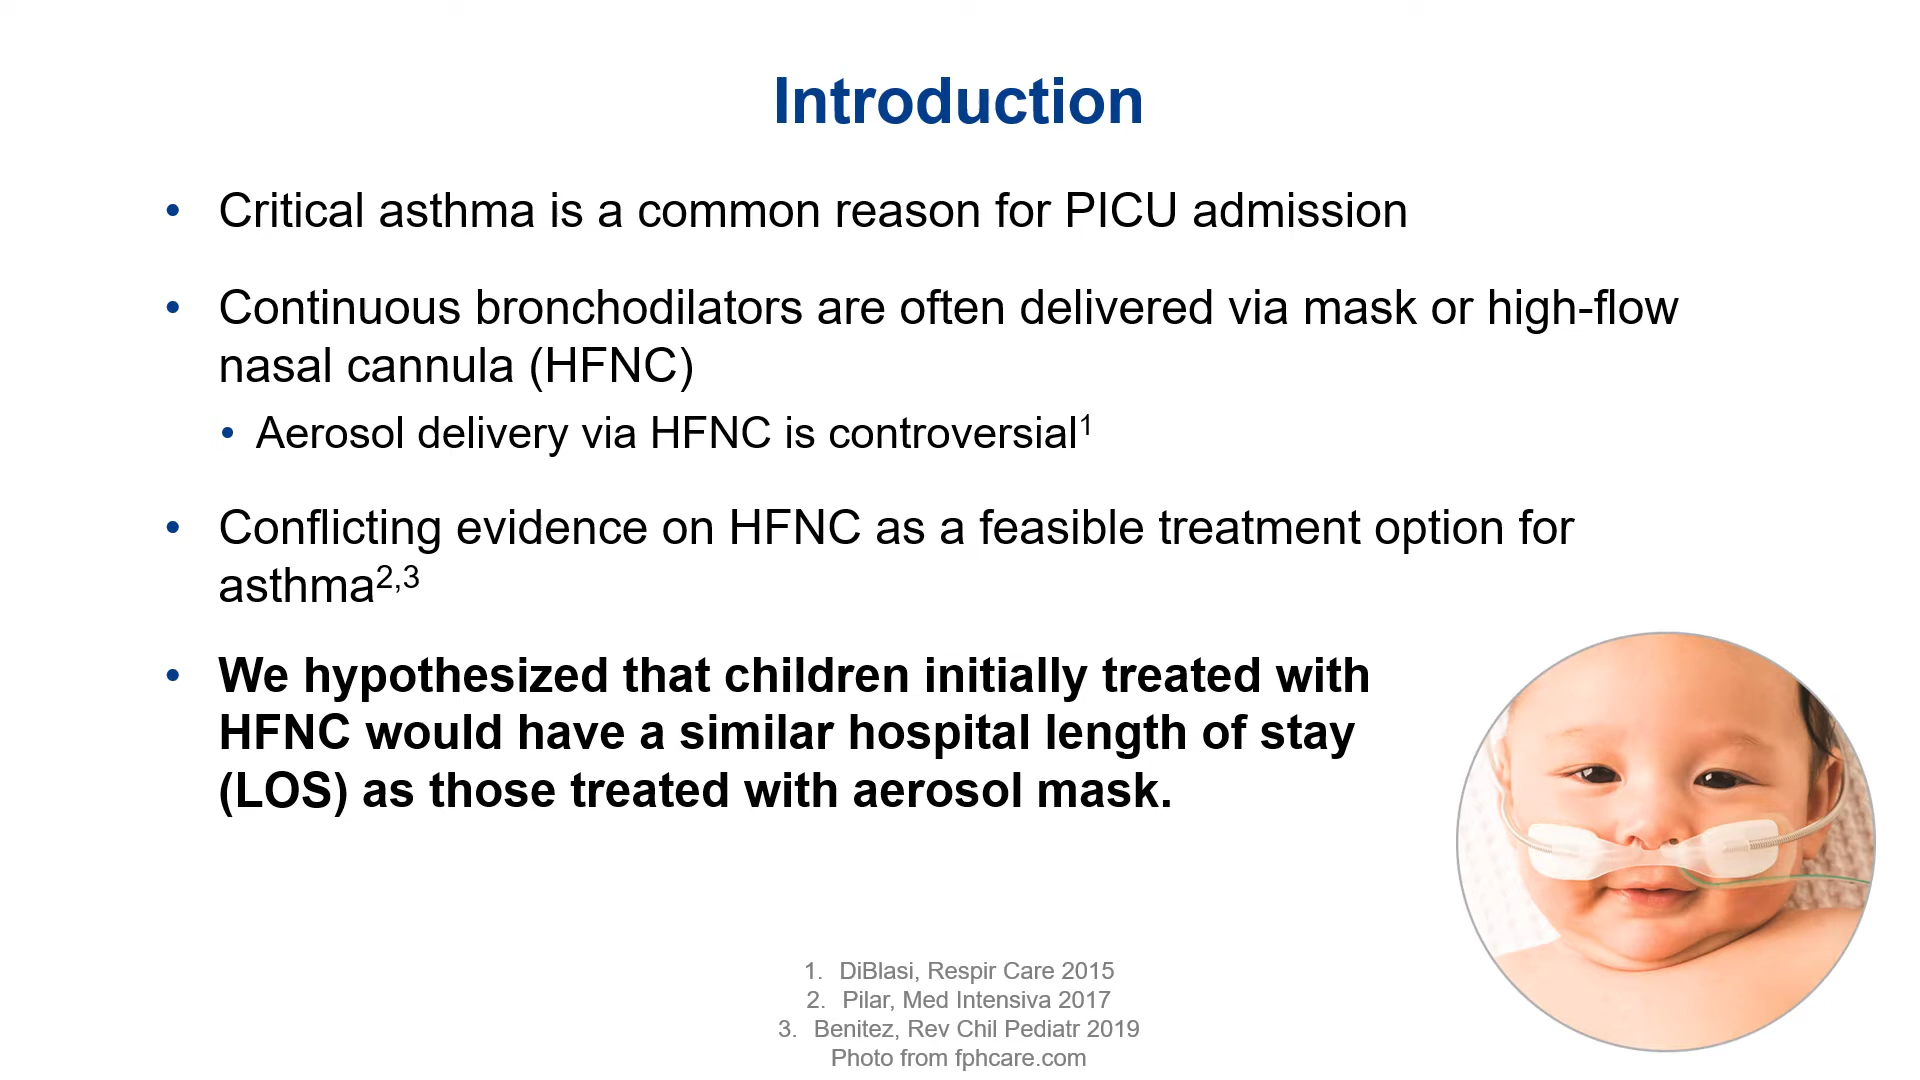 Introduction
• Critical asthma is a common reason for PICU admission
• Continuous bronchodilators are often delivered via mask or high-flow
nasal cannula (HFNC)
• Aerosol delivery via HFNC is controversial¹
• Conflicting evidence on HFNC as a feasible treatment option for
asthma²,³
• We hypothesized that children initially treated with
HFNC would have a similar hospital length of stay
(LOS) as those treated with aerosol mask.
1. DiBlasi, Respir Care 2015
2. Pilar, Med Intensiva 2017
3. Benitez, Rev Chil Pediatr 2019
Photo from fphcare.com